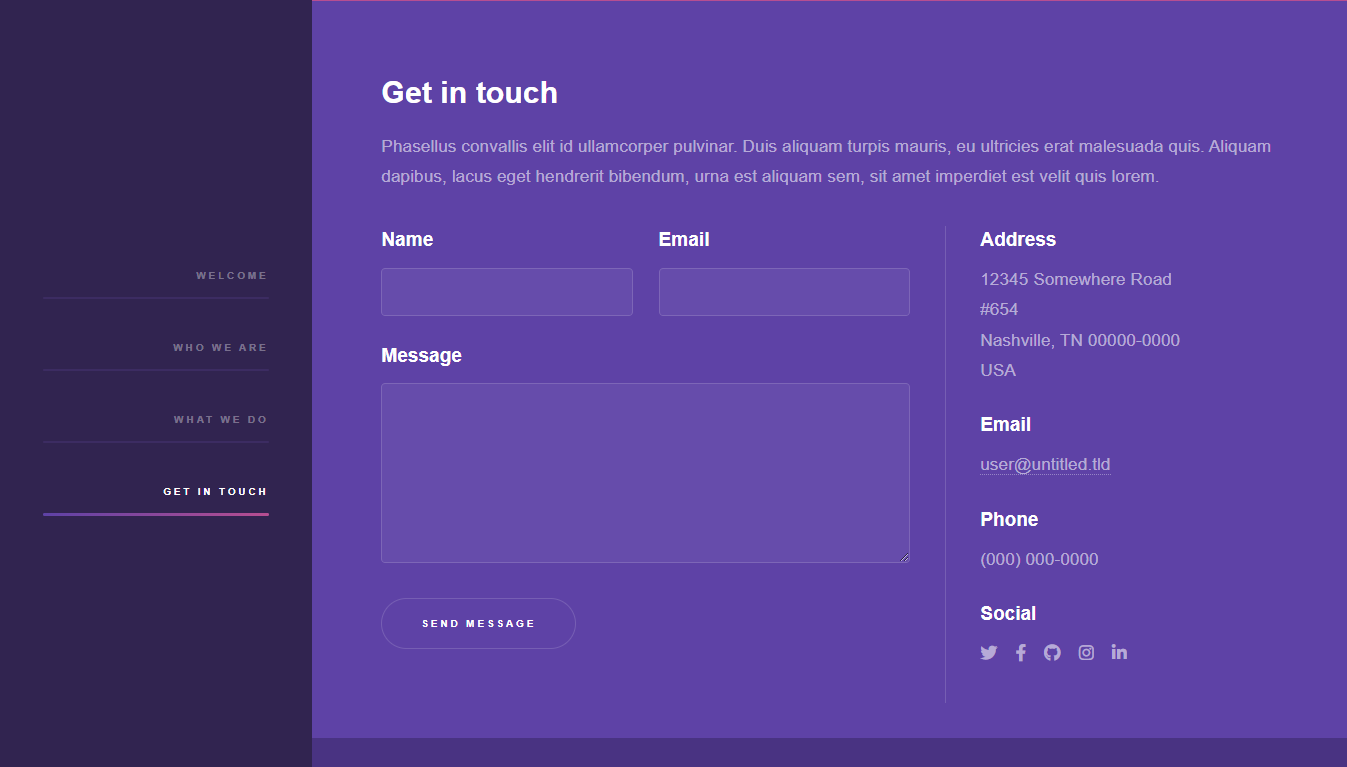 WELCOME
WHO WE ARE
WHAT WE DO
GET IN TOUCH
Get in touch
Phasellus convallis elit id ullamcorper pulvinar. Duis aliquam turpis mauris, eu ultricies erat malesuada quis. Aliquam
dapibus, lacus eget hendrerit bibendum, urna est aliquam sem, sit amet imperdiet est velit quis lorem.
Name
Email
Message
SEND MESSAGE
Address
12345 Somewhere Road
#654
Nashville, TN 00000-0000
USA
Email
user@untitled.tld
Phone
(000) 000-0000
Social